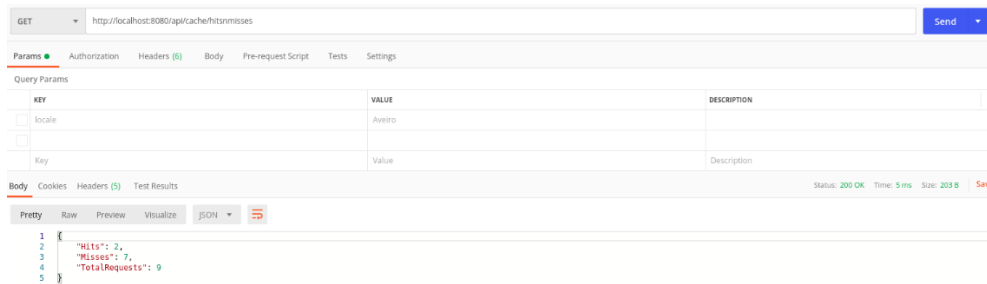 GET http://localhost:8080/api/cache/hitsnmisses Send
Params Authorization Headers (6) Body Pre-request Script Tests Settings
Query Params
KEY VALUE DESCRIPTION
locale Aveiro
Key Value Description
Body Cookies Headers (5) Test Results Status: 200 OK Time: 5 ms Size: 203 B Sav
Pretty Raw Preview Visualize JSON
1 {
2 "Hits": 2,
3 "Misses": 7,
4 "TotalRequests": 9
5 }